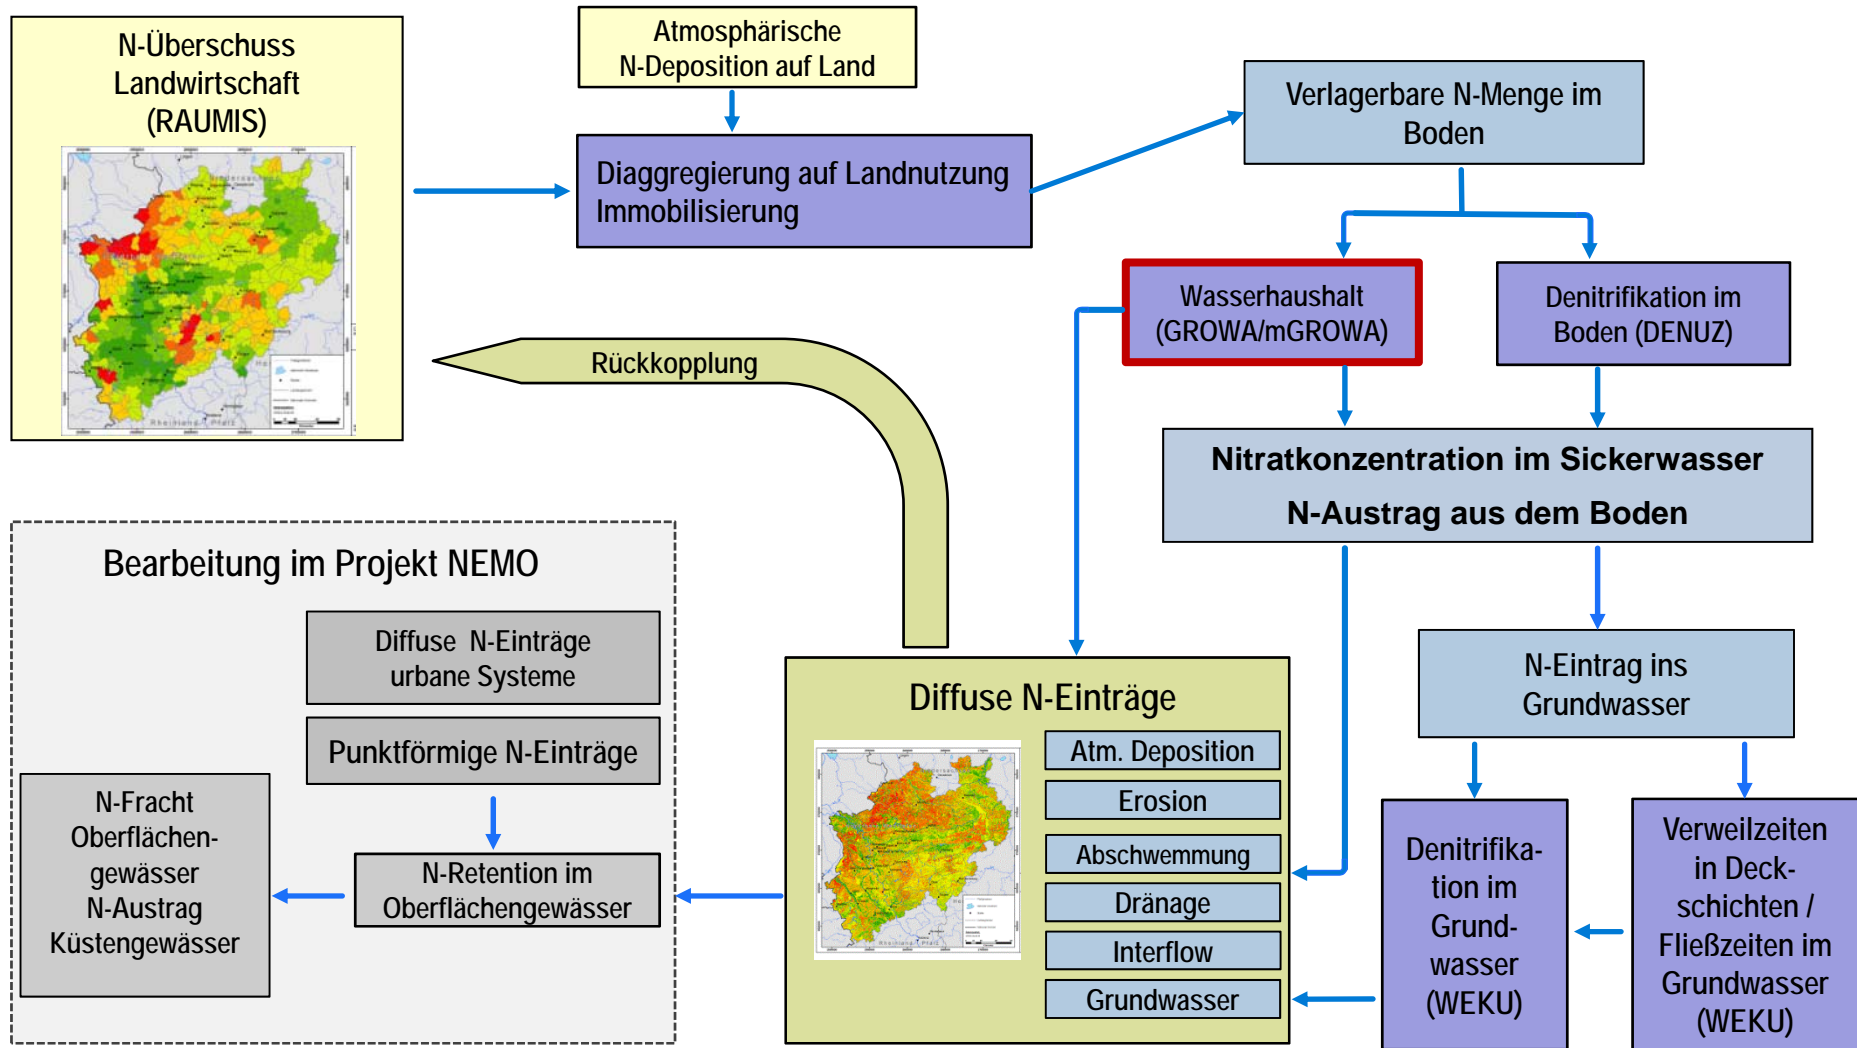 N-Überschuss
Landwirtschaft
(RAUMIS)
Atmosphärische
N-Deposition auf Land
Diaggregierung auf Landnutzung
Immobilisierung
Verlagerbare N-Menge im
Boden
Wasserhaushalt
(GROWA/mGROWA)
Denitrifikation im
Boden (DENUZ)
Rückkopplung
Nitratkonzentration im Sickerwasser
N-Austrag aus dem Boden
Bearbeitung im Projekt NEMO
Diffuse N-Einträge
urbane Systeme
Punktförmige N-Einträge
N-Fracht
Oberflächen-
gewässer
N-Austrag
Küstengewässer
N-Retention im
Oberflächengewässer
Diffuse N-Einträge
Atm. Deposition
Erosion
Abschwemmung
Dränage
Interflow
Grundwasser
N-Eintrag ins
Grundwasser
Denitrifika-
tion im
Grund-
wasser
(WEKU)
Verweilzeiten
in Deck-
schichten /
Fließzeiten im
Grundwasser
(WEKU)